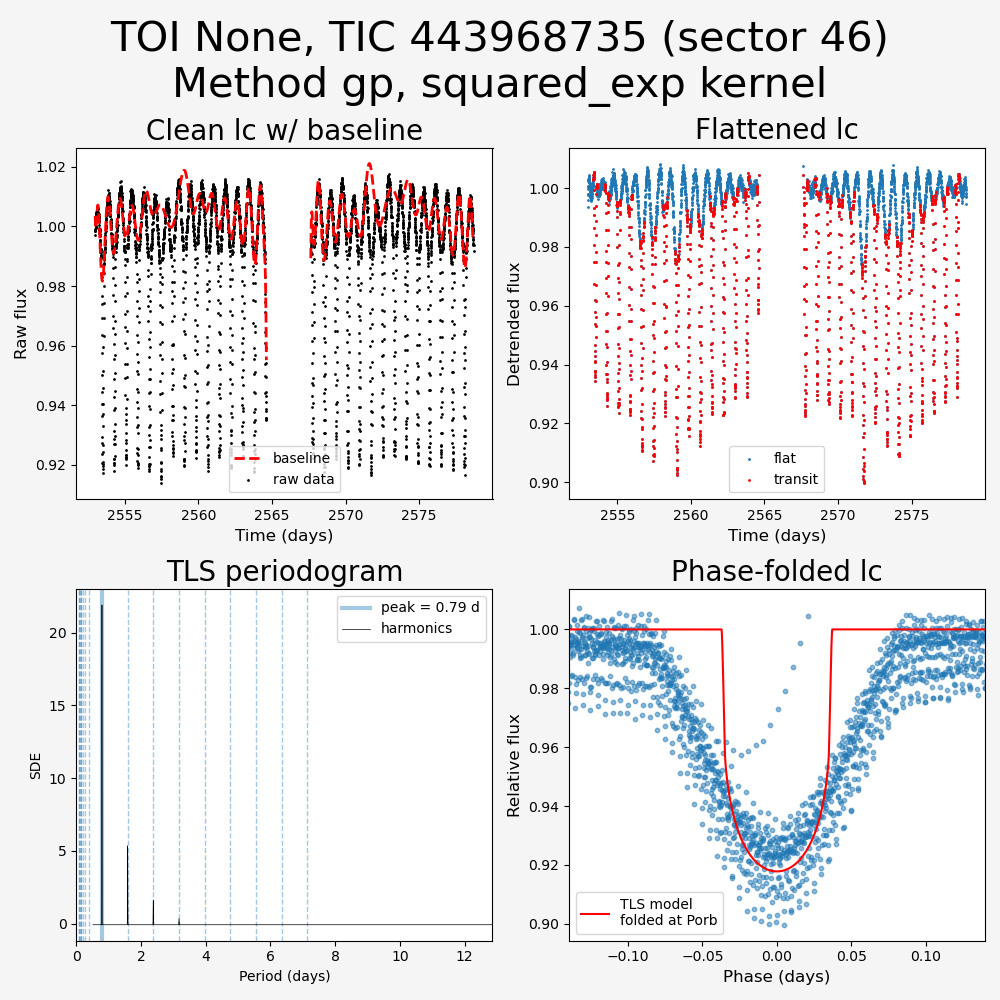 TOI None, TIC 443968735 (sector 46)
Method gp, squared_exp kernel
Clean lc w/ baseline
1.02
1.00
0.98
0.96
0.94
0.92
Raw flux
baseline
raw data
2555
2560
2565
2570
2575
Time (days)
Flattened lc
1.00
0.98
0.96
0.94
0.92
0.90
Detrended flux
flat
transit
2555
2560
2565
2570
2575
Time (days)
TLS periodogram
peak = 0.79 d
harmonics
20
15
10
5
0
SDE
0
2
4
6
8
10
12
Period (days)
Phase-folded lc
1.00
0.98
0.96
0.94
0.92
0.90
Relative flux
TLS model
folded at Porb
−0.10
−0.05
0.00
0.05
0.10
Phase (days)